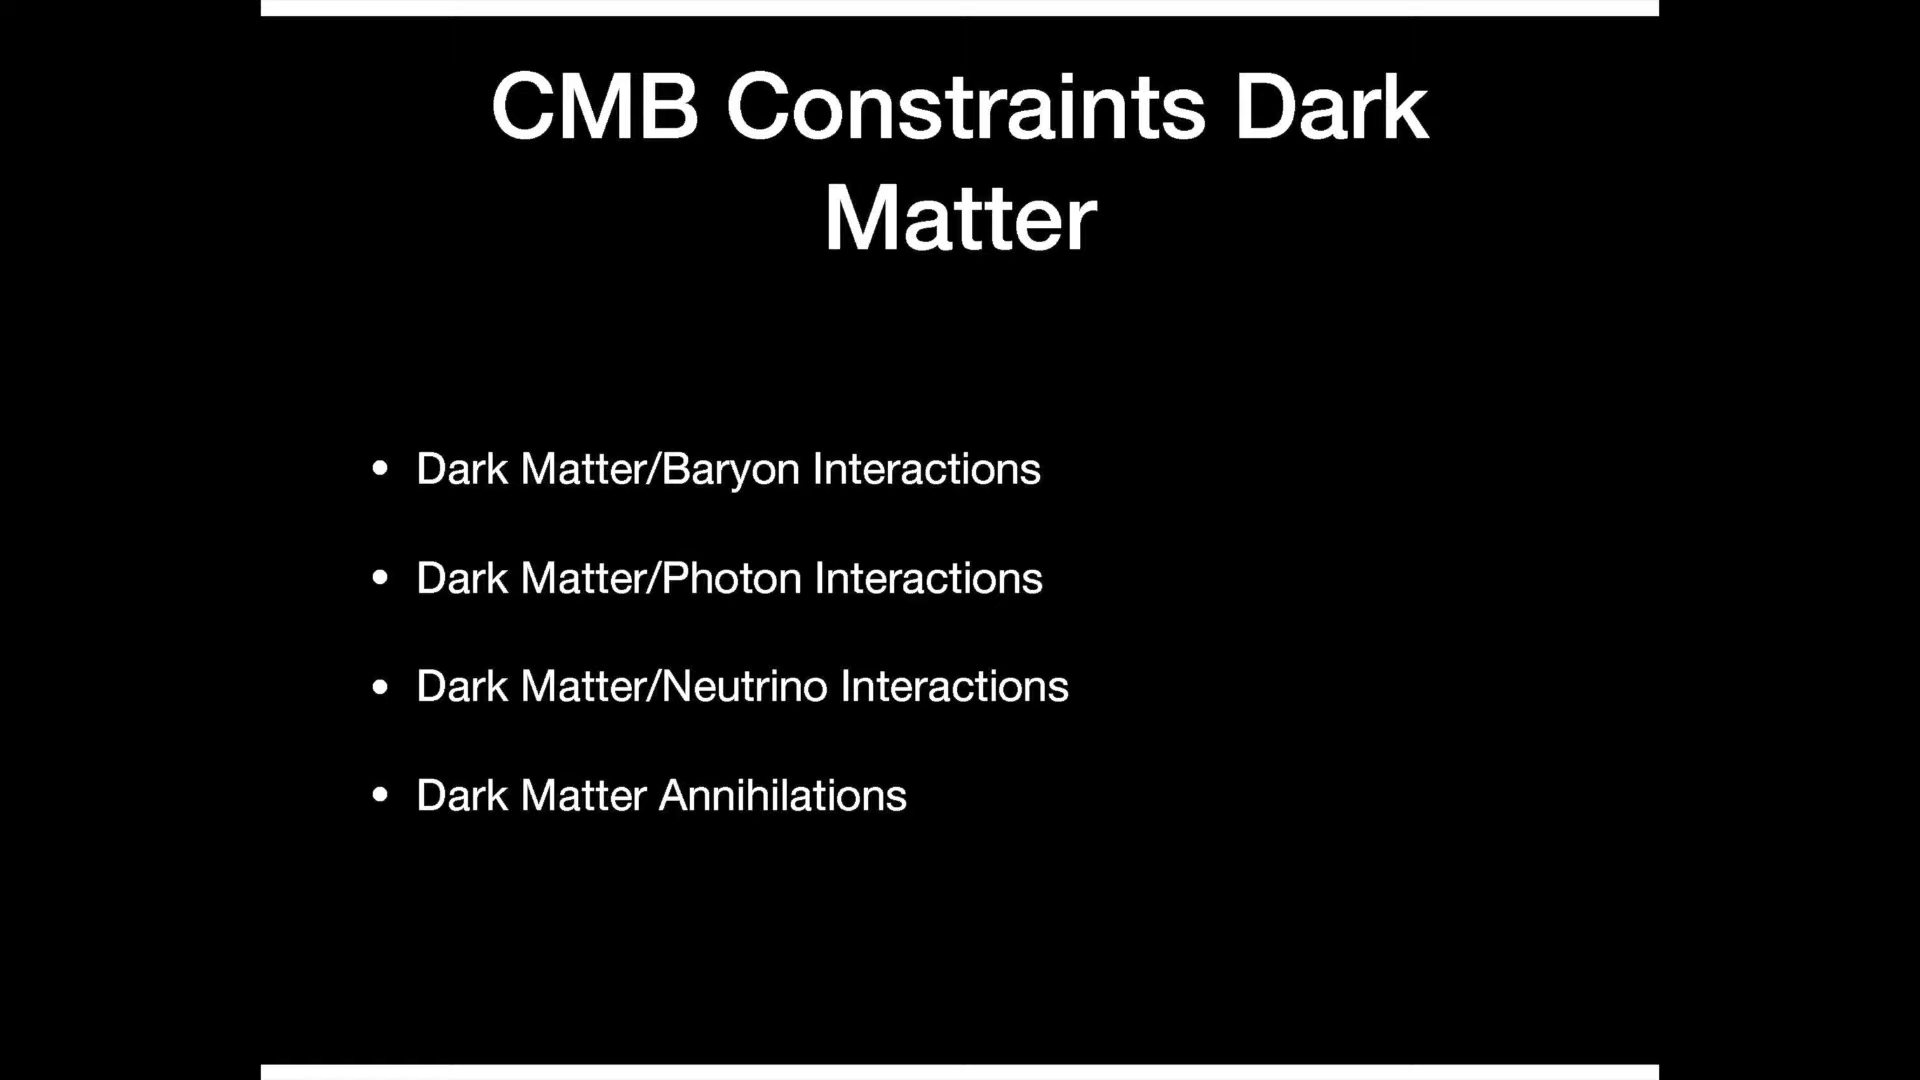 CMB Constraints Dark
Matter
• Dark Matter/Baryon Interactions
• Dark Matter/Photon Interactions
• Dark Matter/Neutrino Interactions
• Dark Matter Annihilations